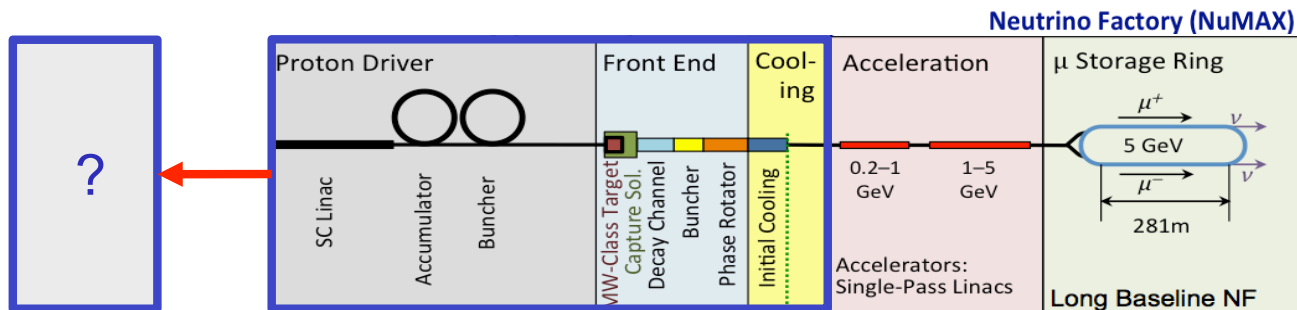 Neutrino Factory (NuMAX)
?
Proton Driver
SC Linac
Accumulator
Buncher
Front End
MW-Class Target
Capture Sol.
Decay Channel
Buncher
Phase Rotator
Cool-
ing
Initial Cooling
Acceleration
0.2–1
GeV
1–5
GeV
Accelerators:
Single-Pass Linacs
μ Storage Ring
μ+
ν
5 GeV
μ−
ν
281m
Long Baseline NF